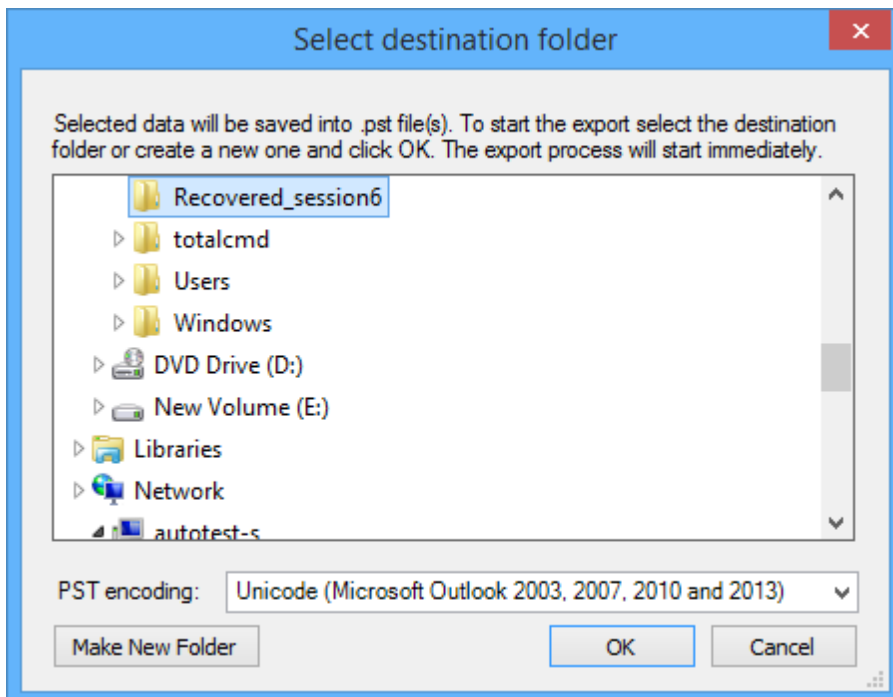 Select destination folder
Selected data will be saved into .pst file(s). To start the export select the destination
folder or create a new one and click OK. The export process will start immediately.
Recovered_session6
totalcmd
Users
Windows
DVD Drive (D:)
New Volume (E:)
Libraries
Network
autotest-s
PST encoding: Unicode (Microsoft Outlook 2003, 2007, 2010 and 2013)
Make New Folder OK Cancel